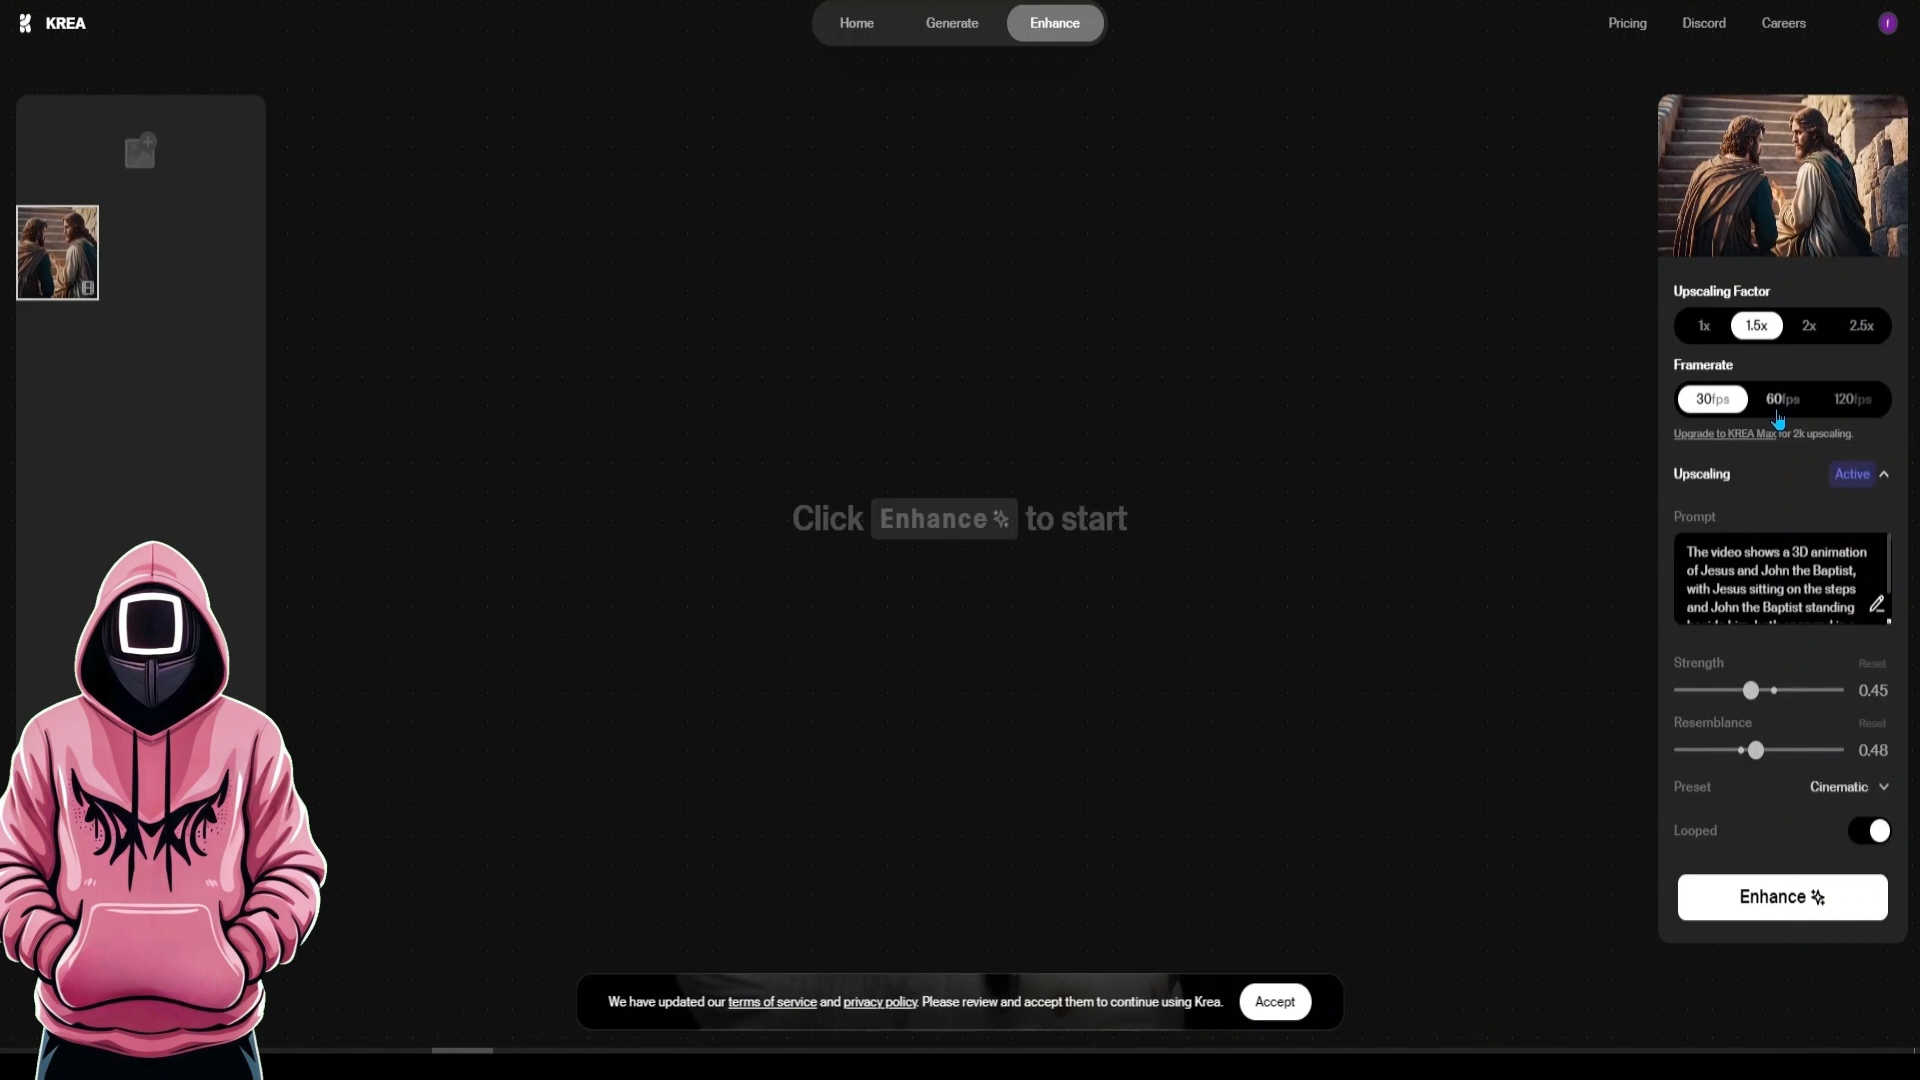 KREA
Home
Generate
Enhance
Pricing
Discord
Careers
f
Upscaling Factor
1x
1.5x
2x
2.5x
Framerate
30fps
60fps
120fps
Upgrade to KREA Max for 2k upscaling.
Upscaling
Active
Click Enhance to start
Prompt
The video shows a 3D animation
of Jesus and John the Baptist,
with Jesus sitting on the steps
and John the Baptist standing
Strength
Reset
0.45
Resemblance
Reset
0.48
Preset
Cinematic
Looped
Enhance
We have updated our terms of service and privacy policy. Please review and accept them to continue using Krea.
Accept